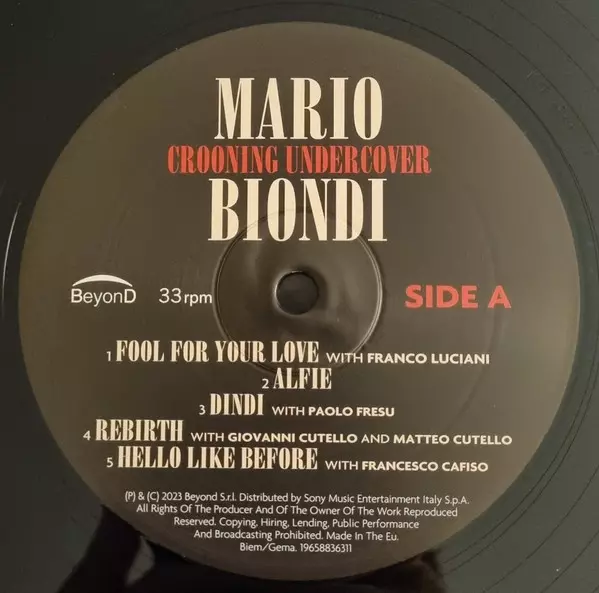 MARIO
CROONING UNDERCOVER
BIONDI
BeyonD 33 rpm SIDE A
1 FOOL FOR YOUR LOVE WITH FRANCO LUCIANI
2 ALFIE
3 DINDI WITH PAOLO FRESU
4 REBIRTH WITH GIOVANNI CUTELLO AND MATTEO CUTELLO
5 HELLO LIKE BEFORE WITH FRANCESCO CAFISO
(P) & (C) 2023 Beyond S.r.l. Distributed by Sony Music Entertainment Italy S.p.A.
All Rights Of The Producer And Of The Owner Of The Work Reproduced
Reserved. Copying, Hiring, Lending, Public Performance
And Broadcasting Prohibited. Made In The Eu.
Biem/Gema. 19658836311